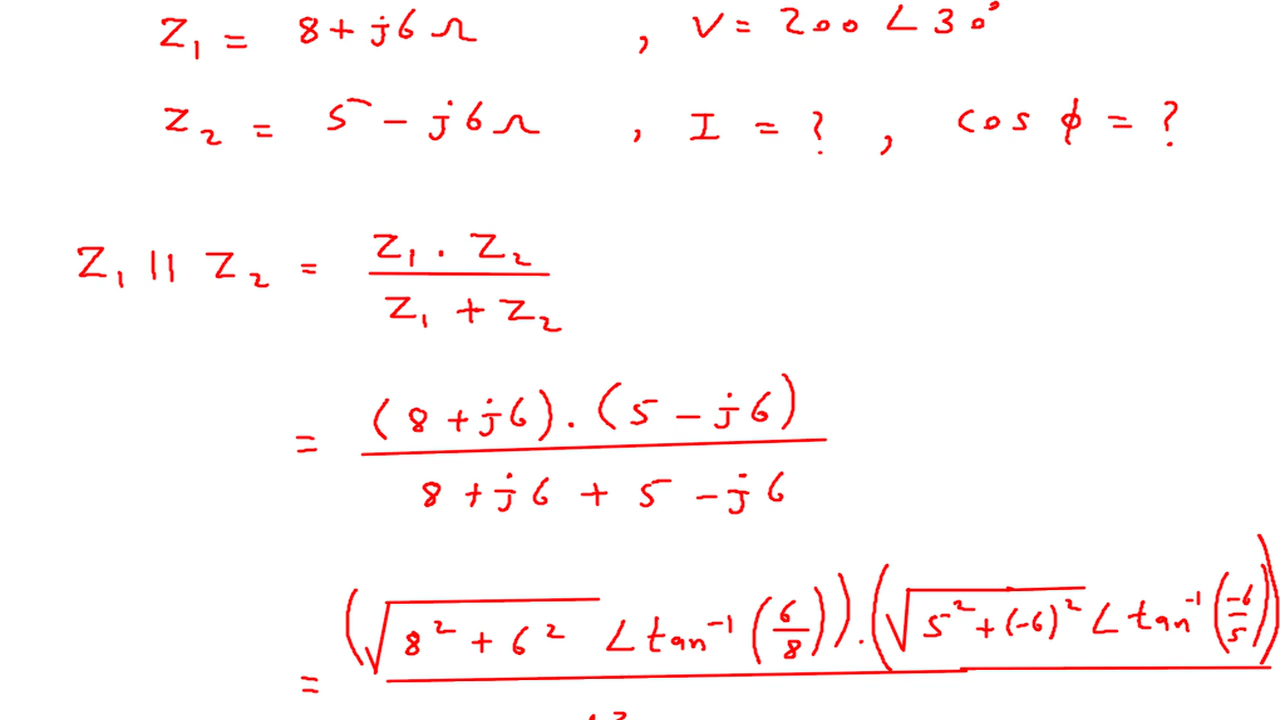 Z₁ = 8 + j6 Ω , V = 200 ∠ 30°
Z₂ = 5 - j6 Ω , I = ? , cos ϕ = ?
Z₁ || Z₂ = (Z₁ . Z₂) / (Z₁ + Z₂)
= (8 + j6) . (5 - j6) / (8 + j6 + 5 - j6)
= (√(8² + 6²) ∠ tan⁻¹ (6/8)) . (√(5² + (-6)²) ∠ tan⁻¹ (-6/5))